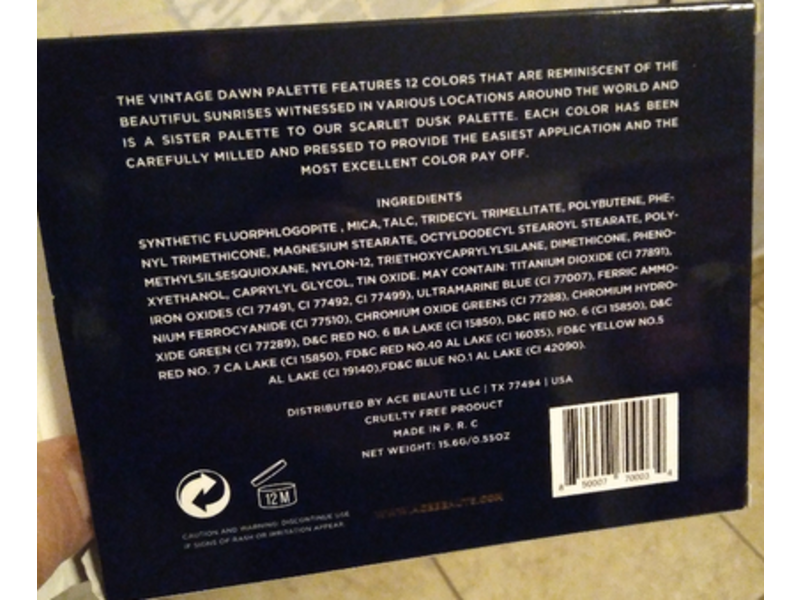 THE VINTAGE DAWN PALETTE FEATURES 12 COLORS THAT ARE REMINISCENT OF THE
BEAUTIFUL SUNRISES WITNESSED IN VARIOUS LOCATIONS AROUND THE WORLD AND
IS A SISTER PALETTE TO OUR SCARLET DUSK PALETTE. EACH COLOR HAS BEEN
CAREFULLY MILLED AND PRESSED TO PROVIDE THE EASIEST APPLICATION AND THE
MOST EXCELLENT COLOR PAY OFF.
INGREDIENTS
SYNTHETIC FLUORPHLOGOPITE , MICA, TALC, TRIDECYL TRIMELLITATE, POLYBUTENE, PHE-
NYL TRIMETHICONE, MAGNESIUM STEARATE, OCTYLDODECYL STEAROYL STEARATE, POLY-
METHYLSILSESQUIOXANE, NYLON-12, TRIETHOXYCAPRYLYLSILANE, DIMETHICONE, PHENO-
XYETHANOL, CAPRYLYL GLYCOL, TIN OXIDE. MAY CONTAIN: TITANIUM DIOXIDE (CI 77891),
IRON OXIDES (CI 77491, CI 77492, CI 77499), ULTRAMARINE BLUE (CI 77007), FERRIC AMMO-
NIUM FERROCYANIDE (CI 77510), CHROMIUM OXIDE GREENS (CI 77288), CHROMIUM HYDRO-
XIDE GREEN (CI 77289), D&C RED NO. 6 BA LAKE (CI 15850), D&C RED NO. 6 (CI 15850), D&C
RED NO. 7 CA LAKE (CI 15850), FD&C RED NO.40 AL LAKE (CI 16035), FD&C YELLOW NO.5
AL LAKE (CI 19140),FD&C BLUE NO.1 AL LAKE (CI 42090).
DISTRIBUTED BY ACE BEAUTE LLC | TX 77494 | USA
CRUELTY FREE PRODUCT
MADE IN P. R. C
NET WEIGHT: 15.6G/0.55OZ
12 M
WWW.ACEBEAUTE.COM
CAUTION AND WARNING: DISCONTINUE USE
IF SIGNS OF RASH OR IRRITATION APPEAR.
8 50007 87000 4